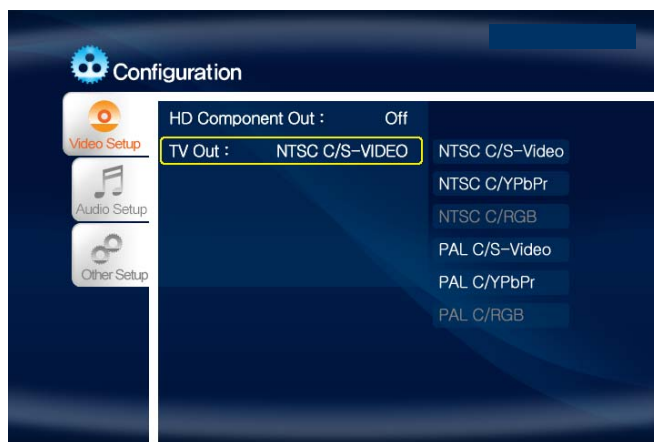 Configuration
Video Setup
Audio Setup
Other Setup
HD Component Out : Off
TV Out : NTSC C/S-VIDEO
NTSC C/S-Video
NTSC C/YPbPr
NTSC C/RGB
PAL C/S-Video
PAL C/YPbPr
PAL C/RGB